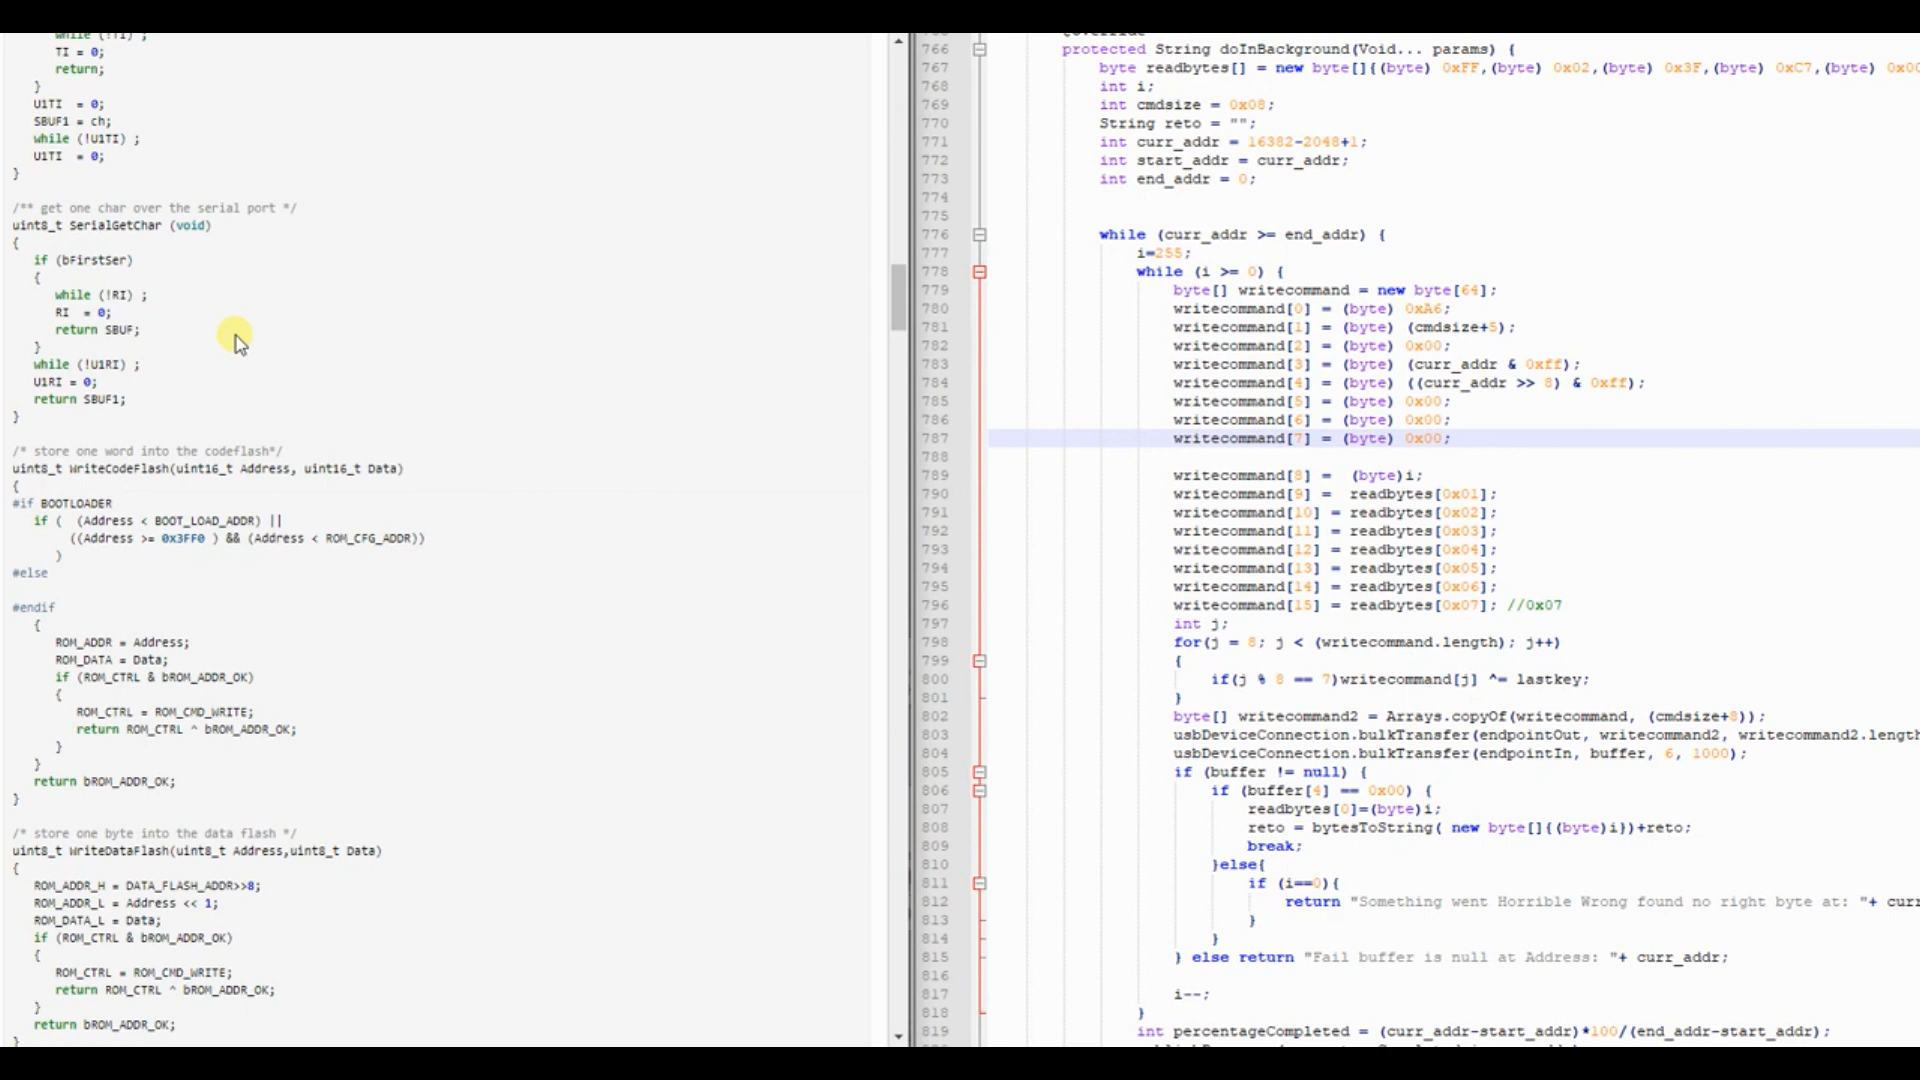 while (!TI) ;
TI = 0;
return;
}
U1TI  = 0;
SBUF1 = ch;
while (!U1TI) ;
U1TI  = 0;
}
/** get one char over the serial port */
uint8_t SerialGetChar (void)
{
if (bFirstSer)
{
while (!RI) ;
RI  = 0;
return SBUF;
}
while (!U1RI) ;
U1RI = 0;
return SBUF1;
}
/* store one word into the codeflash*/
uint8_t WriteCodeFlash(uint16_t Address, uint16_t Data)
{
#if BOOTLOADER
if (  (Address < BOOT_LOAD_ADDR) ||
((Address >= 0x3FF0 ) && (Address < ROM_CFG_ADDR))
)
#else
#endif
{
ROM_ADDR = Address;
ROM_DATA = Data;
if (ROM_CTRL & bROM_ADDR_OK)
{
ROM_CTRL = ROM_CMD_WRITE;
return ROM_CTRL ^ bROM_ADDR_OK;
}
}
return bROM_ADDR_OK;
}
/* store one byte into the data flash */
uint8_t WriteDataFlash(uint8_t Address,uint8_t Data)
{
ROM_ADDR_H = DATA_FLASH_ADDR>>8;
ROM_ADDR_L = Address << 1;
ROM_DATA_L = Data;
if (ROM_CTRL & bROM_ADDR_OK)
{
ROM_CTRL = ROM_CMD_WRITE;
return ROM_CTRL ^ bROM_ADDR_OK;
}
return bROM_ADDR_OK;
}
@Override
766 protected String doInBackground(Void... params) {
767 byte readbytes[] = new byte[]{(byte) 0xFF,(byte) 0x02,(byte) 0x3F,(byte) 0xC7,(byte)
768 int i;
769 int cmdsize = 0x08;
770 String reto = "";
771 int curr_addr = 16382-2048+1;
772 int start_addr = curr_addr;
773 int end_addr = 0;
774
775
776 while (curr_addr >= end_addr) {
777 i=255;
778 while (i >= 0) {
779 byte[] writecommand = new byte[64];
780 writecommand[0] = (byte) 0xA6;
781 writecommand[1] = (byte) (cmdsize+5);
782 writecommand[2] = (byte) 0x00;
783 writecommand[3] = (byte) (curr_addr & 0xff);
784 writecommand[4] = (byte) ((curr_addr >> 8) & 0xff);
785 writecommand[5] = (byte) 0x00;
786 writecommand[6] = (byte) 0x00;
787 writecommand[7] = (byte) 0x00;
788
789 writecommand[8] =  (byte)i;
790 writecommand[9] =  readbytes[0x01];
791 writecommand[10] = readbytes[0x02];
792 writecommand[11] = readbytes[0x03];
793 writecommand[12] = readbytes[0x04];
794 writecommand[13] = readbytes[0x05];
795 writecommand[14] = readbytes[0x06];
796 writecommand[15] = readbytes[0x07]; //0x07
797 int j;
798 for(j = 8; j < (writecommand.length); j++)
799 {
800 if(j % 8 == 7)writecommand[j] ^= lastkey;
801 }
802 byte[] writecommand2 = Arrays.copyOf(writecommand, (cmdsize+8));
803 usbDeviceConnection.bulkTransfer(endpointOut, writecommand2, writecommand2.length
804 usbDeviceConnection.bulkTransfer(endpointIn, buffer, 6, 1000);
805 if (buffer != null) {
806 if (buffer[4] == 0x00) {
807 readbytes[0]=(byte)i;
808 reto = bytesToString( new byte[]{(byte)i})+reto;
809 break;
810 }else{
811 if (i==0){
812 return "Something went Horrible Wrong found no right byte at: "+ curr
813 }
814 }
815 } else return "Fail buffer is null at Address: "+ curr_addr;
816
817 i--;
818 }
819 int percentageCompleted = (curr_addr-start_addr)*100/(end_addr-start_addr);